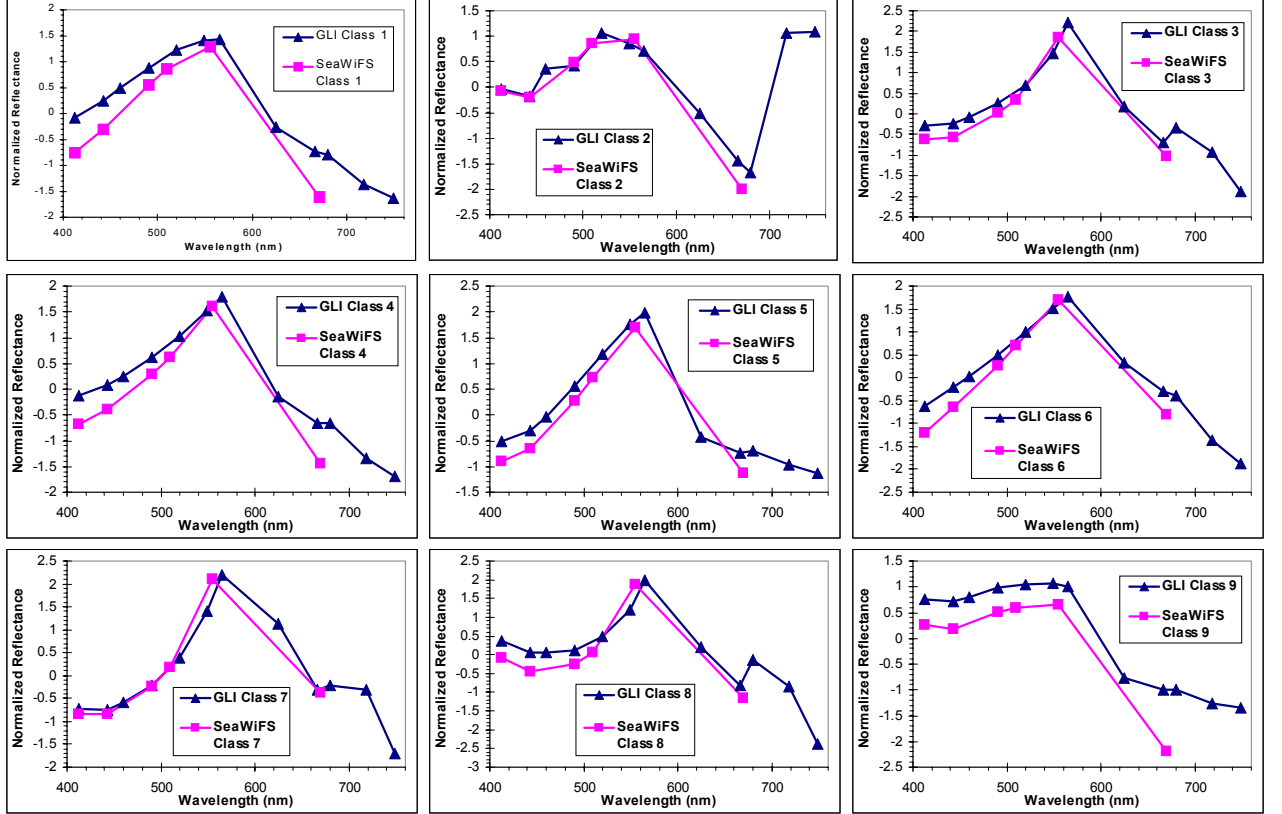 Normalized Reflectance
2
1.5
1
0.5
0
-0.5
-1
-1.5
-2
400 500 600 700
Wavelength (nm)
GLI Class 1
SeaWiFS
Class 1
Normalized Reflectance
1.5
1
0.5
0
-0.5
-1
-1.5
-2
-2.5
400 500 600 700
Wavelength (nm)
GLI Class 2
SeaWiFS
Class 2
Normalized Reflectance
2.5
2
1.5
1
0.5
0
-0.5
-1
-1.5
-2
-2.5
400 500 600 700
Wavelength (nm)
GLI Class 3
SeaWiFS
Class 3
Normalized Reflectance
2
1.5
1
0.5
0
-0.5
-1
-1.5
-2
400 500 600 700
Wavelength (nm)
GLI Class 4
SeaWiFS
Class 4
Normalized Reflectance
2.5
2
1.5
1
0.5
0
-0.5
-1
-1.5
400 500 600 700
Wavelength (nm)
GLI Class 5
SeaWiFS
Class 5
Normalized Reflectance
2
1.5
1
0.5
0
-0.5
-1
-1.5
-2
-2.5
400 500 600 700
Wavelength (nm)
GLI Class 6
SeaWiFS
Class 6
Normalized Reflectance
2.5
2
1.5
1
0.5
0
-0.5
-1
-1.5
-2
400 500 600 700
Wavelength (nm)
GLI Class 7
SeaWiFS
Class 7
Normalized Reflectance
2.5
2
1.5
1
0.5
0
-0.5
-1
-1.5
-2
-2.5
-3
400 500 600 700
Wavelength (nm)
GLI Class 8
SeaWiFS
Class 8
Normalized Reflectance
1.5
1
0.5
0
-0.5
-1
-1.5
-2
-2.5
400 500 600 700
Wavelength (nm)
GLI Class 9
SeaWiFS
Class 9